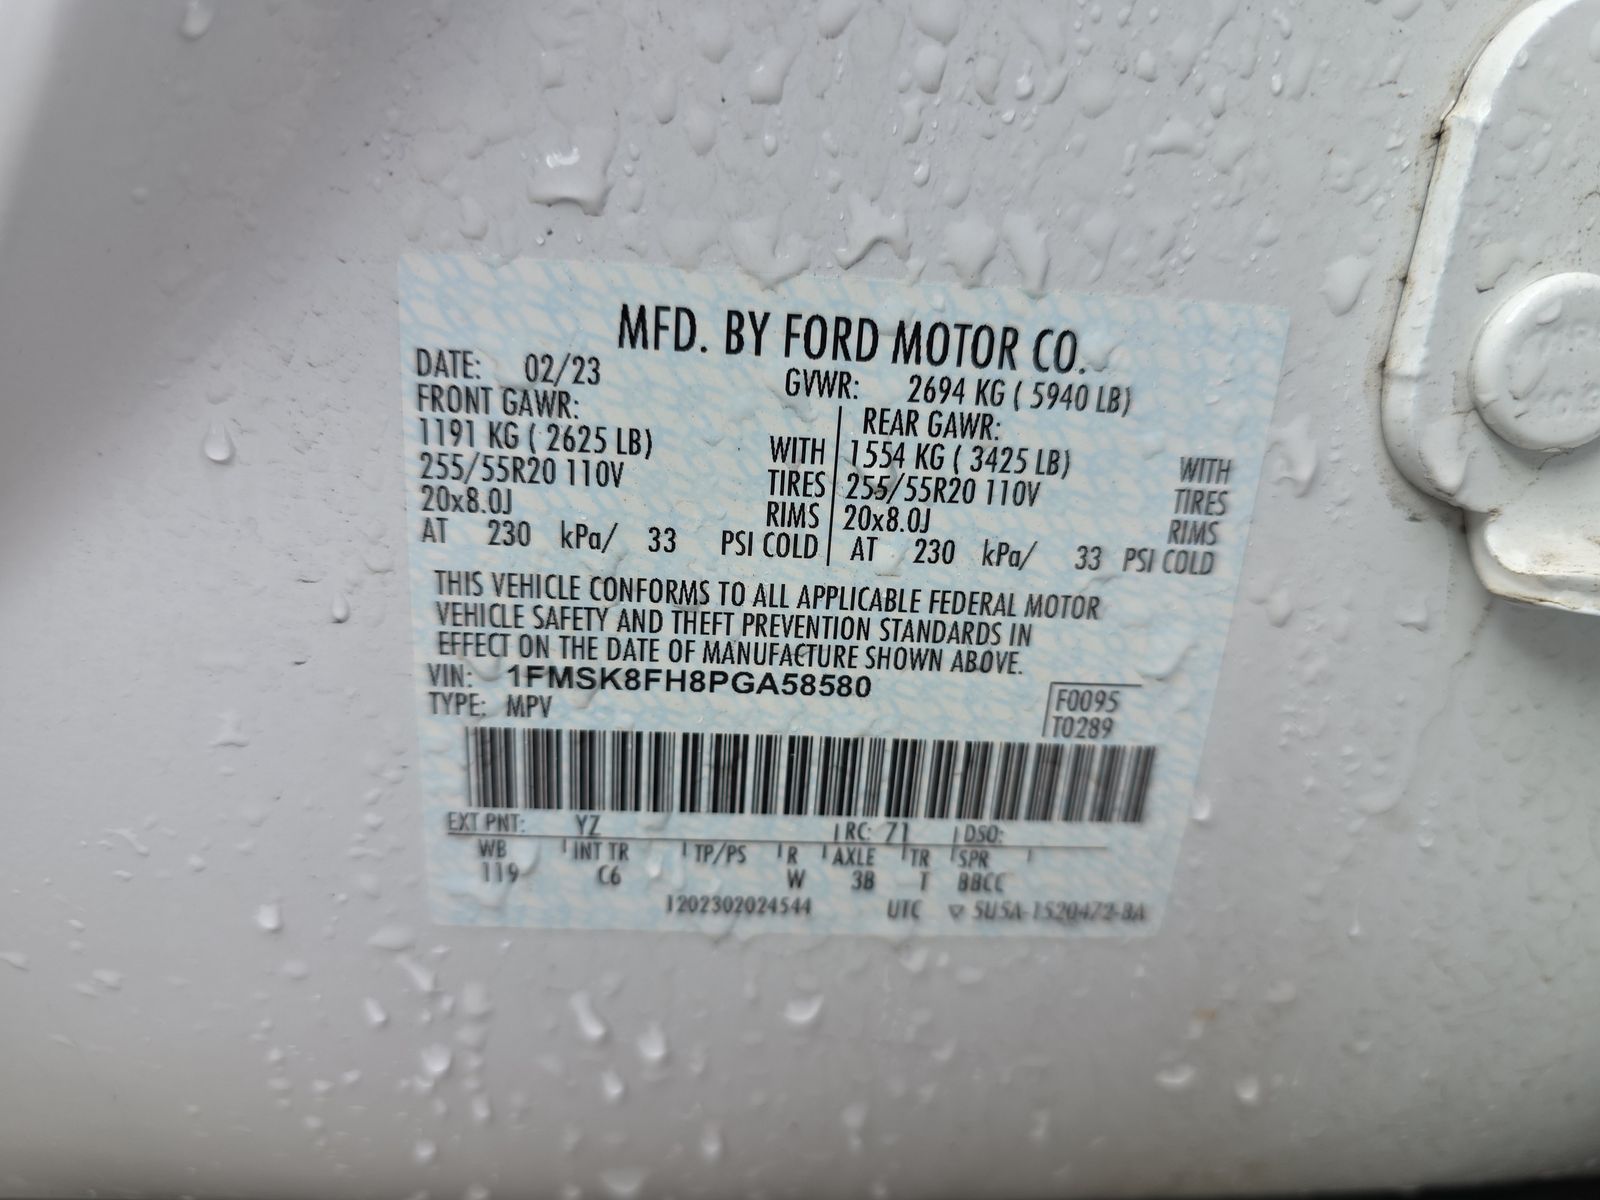 MFD. BY FORD MOTOR CO.
DATE: 02/23 GVWR: 2694 KG ( 5940 LB)
FRONT GAWR: REAR GAWR:
1191 KG ( 2625 LB) WITH 1554 KG ( 3425 LB) WITH
255/55R20 110V TIRES 255/55R20 110V TIRES
20x8.0J RIMS 20x8.0J RIMS
AT 230 kPa/ 33 PSI COLD AT 230 kPa/ 33 PSI COLD
THIS VEHICLE CONFORMS TO ALL APPLICABLE FEDERAL MOTOR
VEHICLE SAFETY AND THEFT PREVENTION STANDARDS IN
EFFECT ON THE DATE OF MANUFACTURE SHOWN ABOVE.
VIN: 1FMSK8FH8PGA58580
TYPE: MPV
F0095
T0289
EXT PNT: YZ RC: 71 DSO:
WB INT TR TP/PS R AXLE TR SPR
119 C6 W 3B T BBCC
1202302024544 UTC ▽ 5U5A-1520472-BA